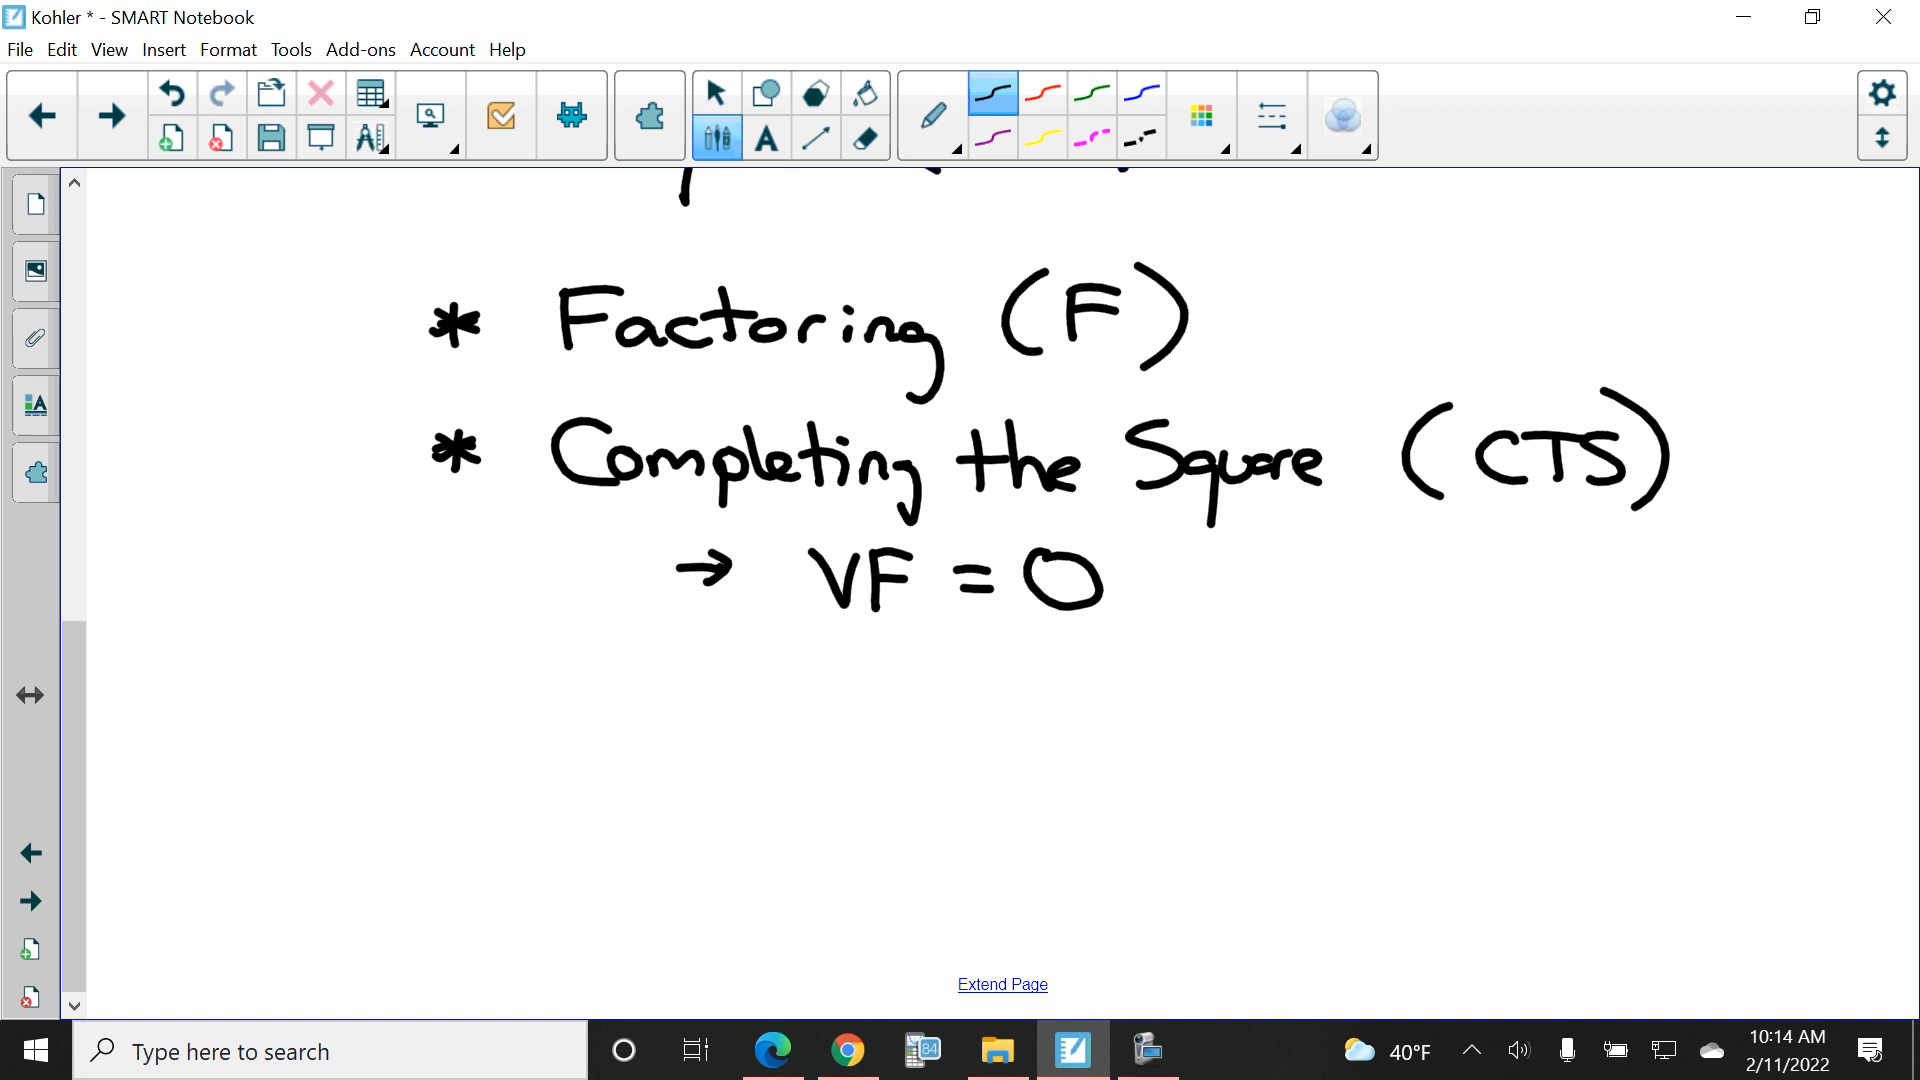 Kohler * - SMART Notebook
File Edit View Insert Format Tools Add-ons Account Help
* Factoring (F)
* Completing the Square (CTS)
→ VF = 0
Extend Page
Type here to search
84
40°F
10:14 AM
2/11/2022